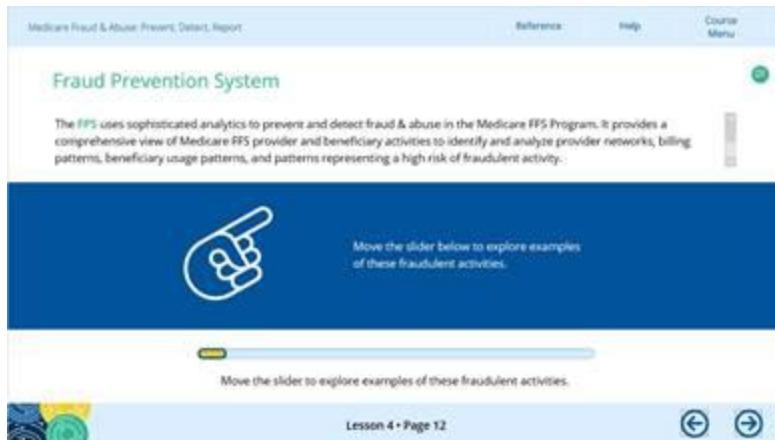 Medicare Fraud & Abuse: Prevent, Detect, Report
Reference
Help
Course
Menu
Fraud Prevention System
The FPS uses sophisticated analytics to prevent and detect fraud & abuse in the Medicare FFS Program. It provides a
comprehensive view of Medicare FFS provider and beneficiary activities to identify and analyze provider networks, billing
patterns, beneficiary usage patterns, and patterns representing a high risk of fraudulent activity.
Move the slider below to explore examples
of these fraudulent activities.
Move the slider to explore examples of these fraudulent activities.
Lesson 4 • Page 12